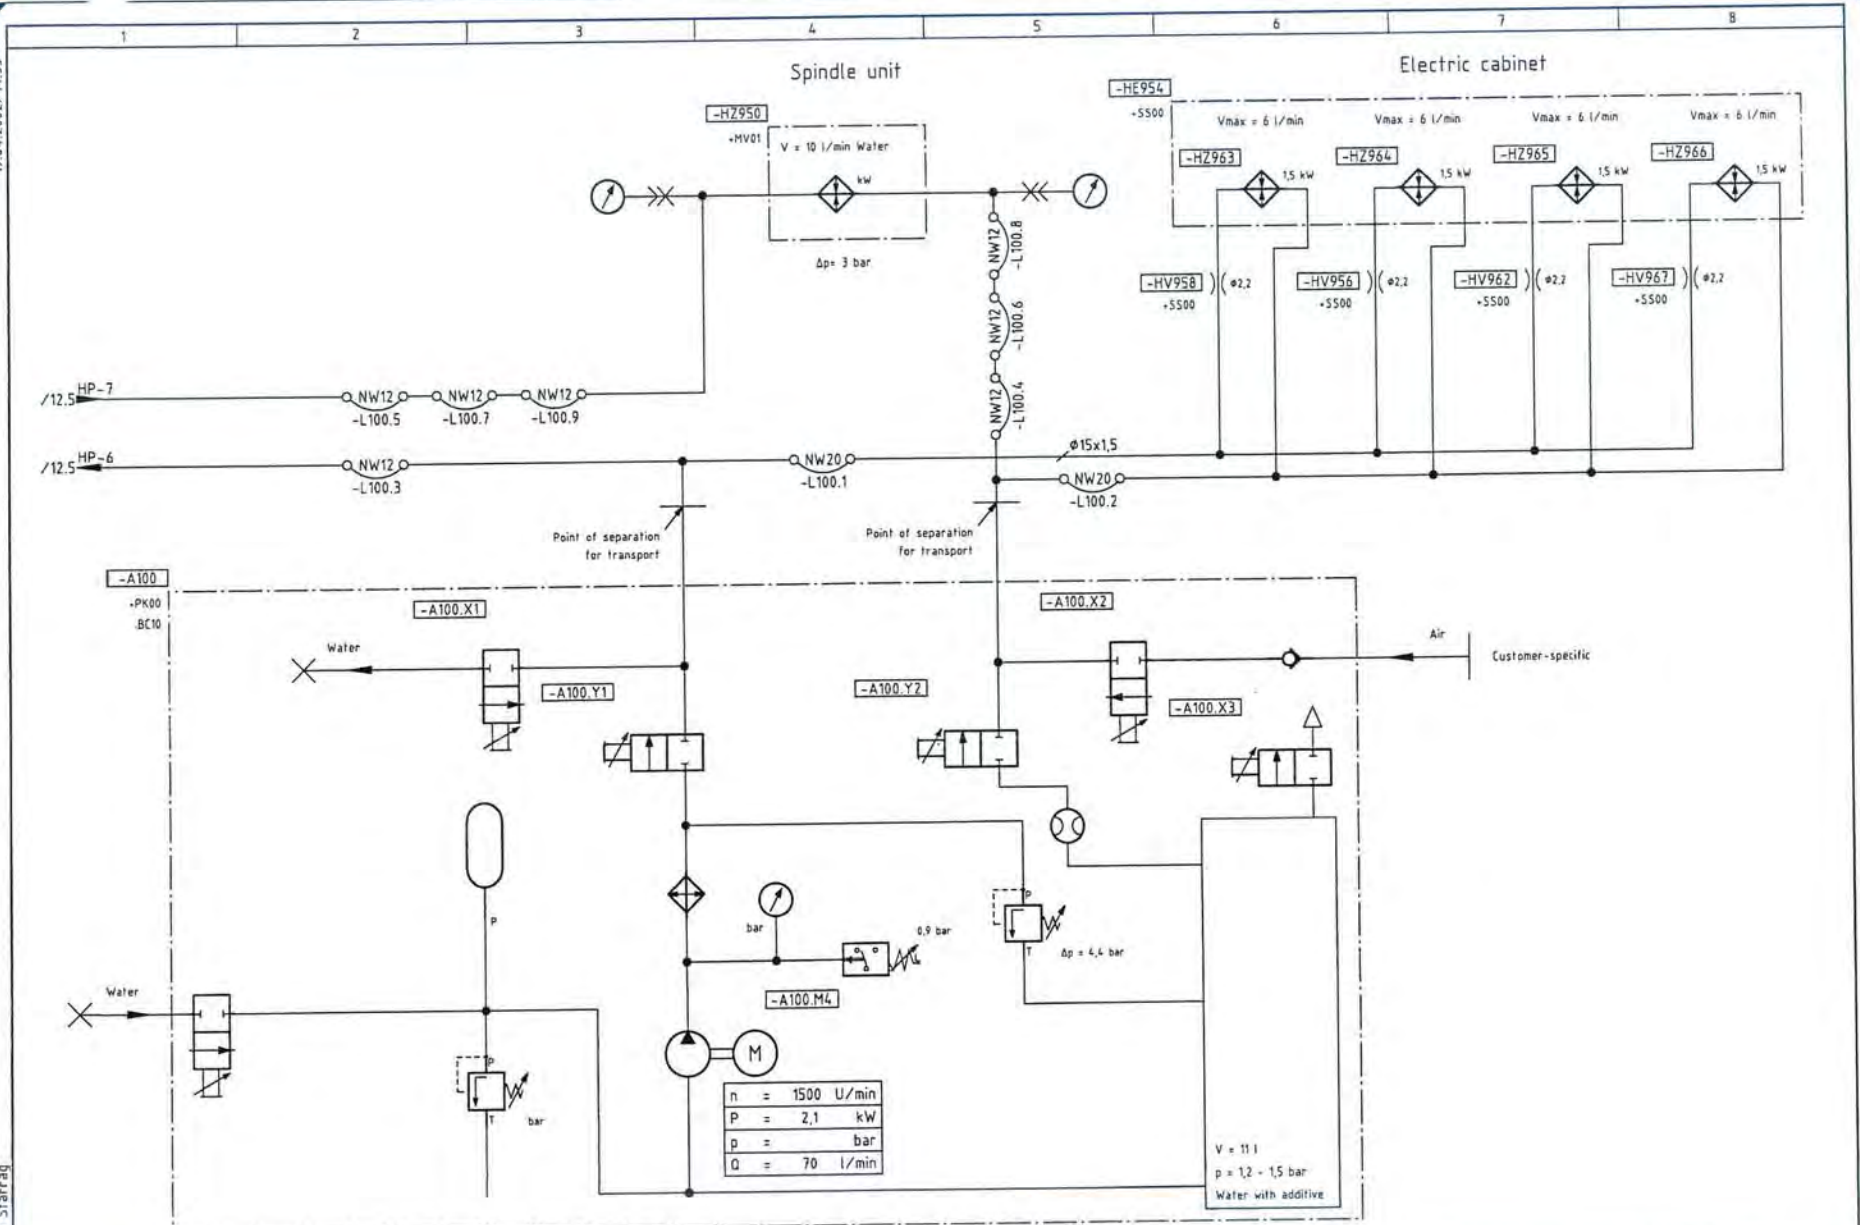 1 2 3 4 5 6 7 8
Spindle unit
Electric cabinet
-HZ950
+MV01
V = 10 l/min Water
kW
Δp= 3 bar
-HE954
+SS00
Vmax = 6 l/min
Vmax = 6 l/min
Vmax = 6 l/min
Vmax = 6 l/min
-HZ963
1,5 kW
-HZ964
1,5 kW
-HZ965
1,5 kW
-HZ966
1,5 kW
NW12
-L100.8
NW12
-L100.6
NW12
-L100.4
-HV958
+SS00
ø2,2
-HV956
+SS00
ø2,2
-HV962
+SS00
ø2,2
-HV967
+SS00
ø2,2
/12.5
HP-7
NW12
-L100.5
NW12
-L100.7
NW12
-L100.9
/12.5
HP-6
NW12
-L100.3
NW20
-L100.1
ø15x1,5
NW20
-L100.2
Point of separation
for transport
Point of separation
for transport
-A100
+PK00
.BC10
-A100.X1
-A100.X2
Water
Air
Customer-specific
-A100.Y1
-A100.Y2
-A100.X3
P
bar
0,9 bar
P
T
Δp = 4,4 bar
Water
-A100.M4
M
P
T
bar
n = 1500 U/min
P = 2,1 kW
p = bar
Q = 70 l/min
V = 11 l
p = 1,2 - 1,5 bar
Water with additive
Starrag